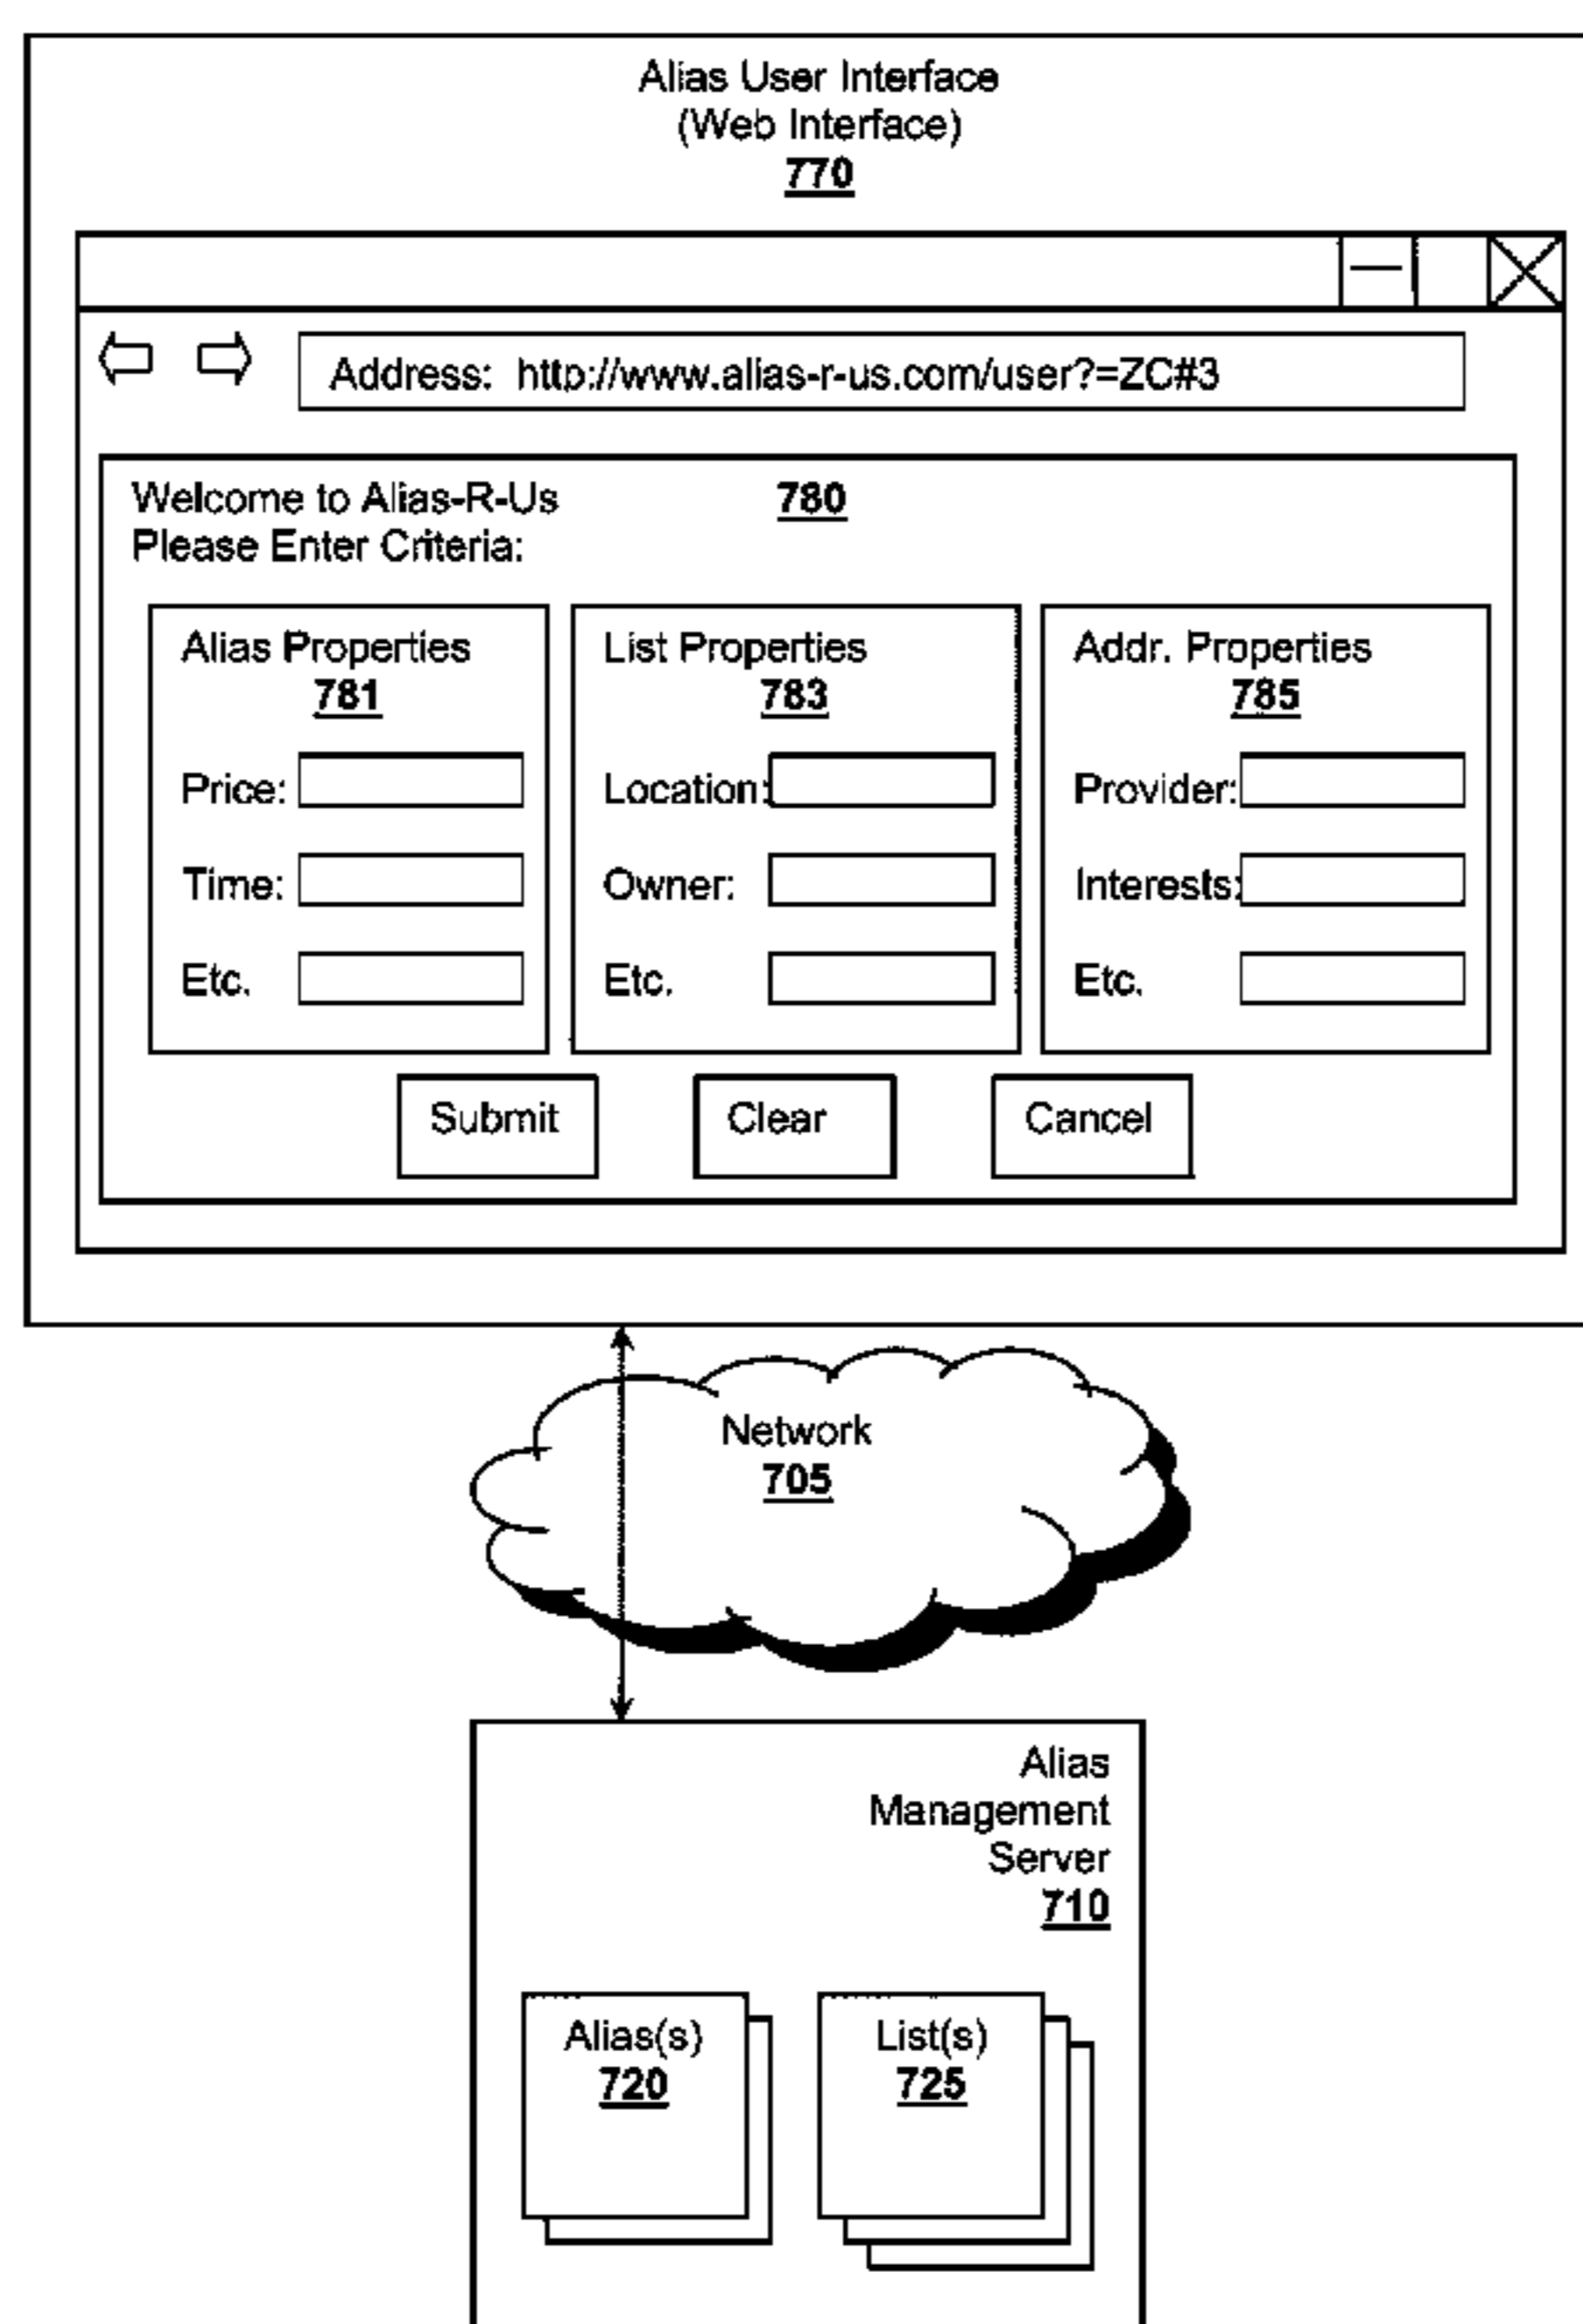 Alias User Interface
(Web Interface)
770
Address: http://www.alias-r-us.com/user?=ZC#3
Welcome to Alias-R-Us 780
Please Enter Criteria:
Alias Properties
781
Price:
Time:
Etc.
List Properties
783
Location:
Owner:
Etc.
Addr. Properties
785
Provider:
Interests:
Etc.
Submit Clear Cancel
Network
705
Alias
Management
Server
710
Alias(s)
720
List(s)
725